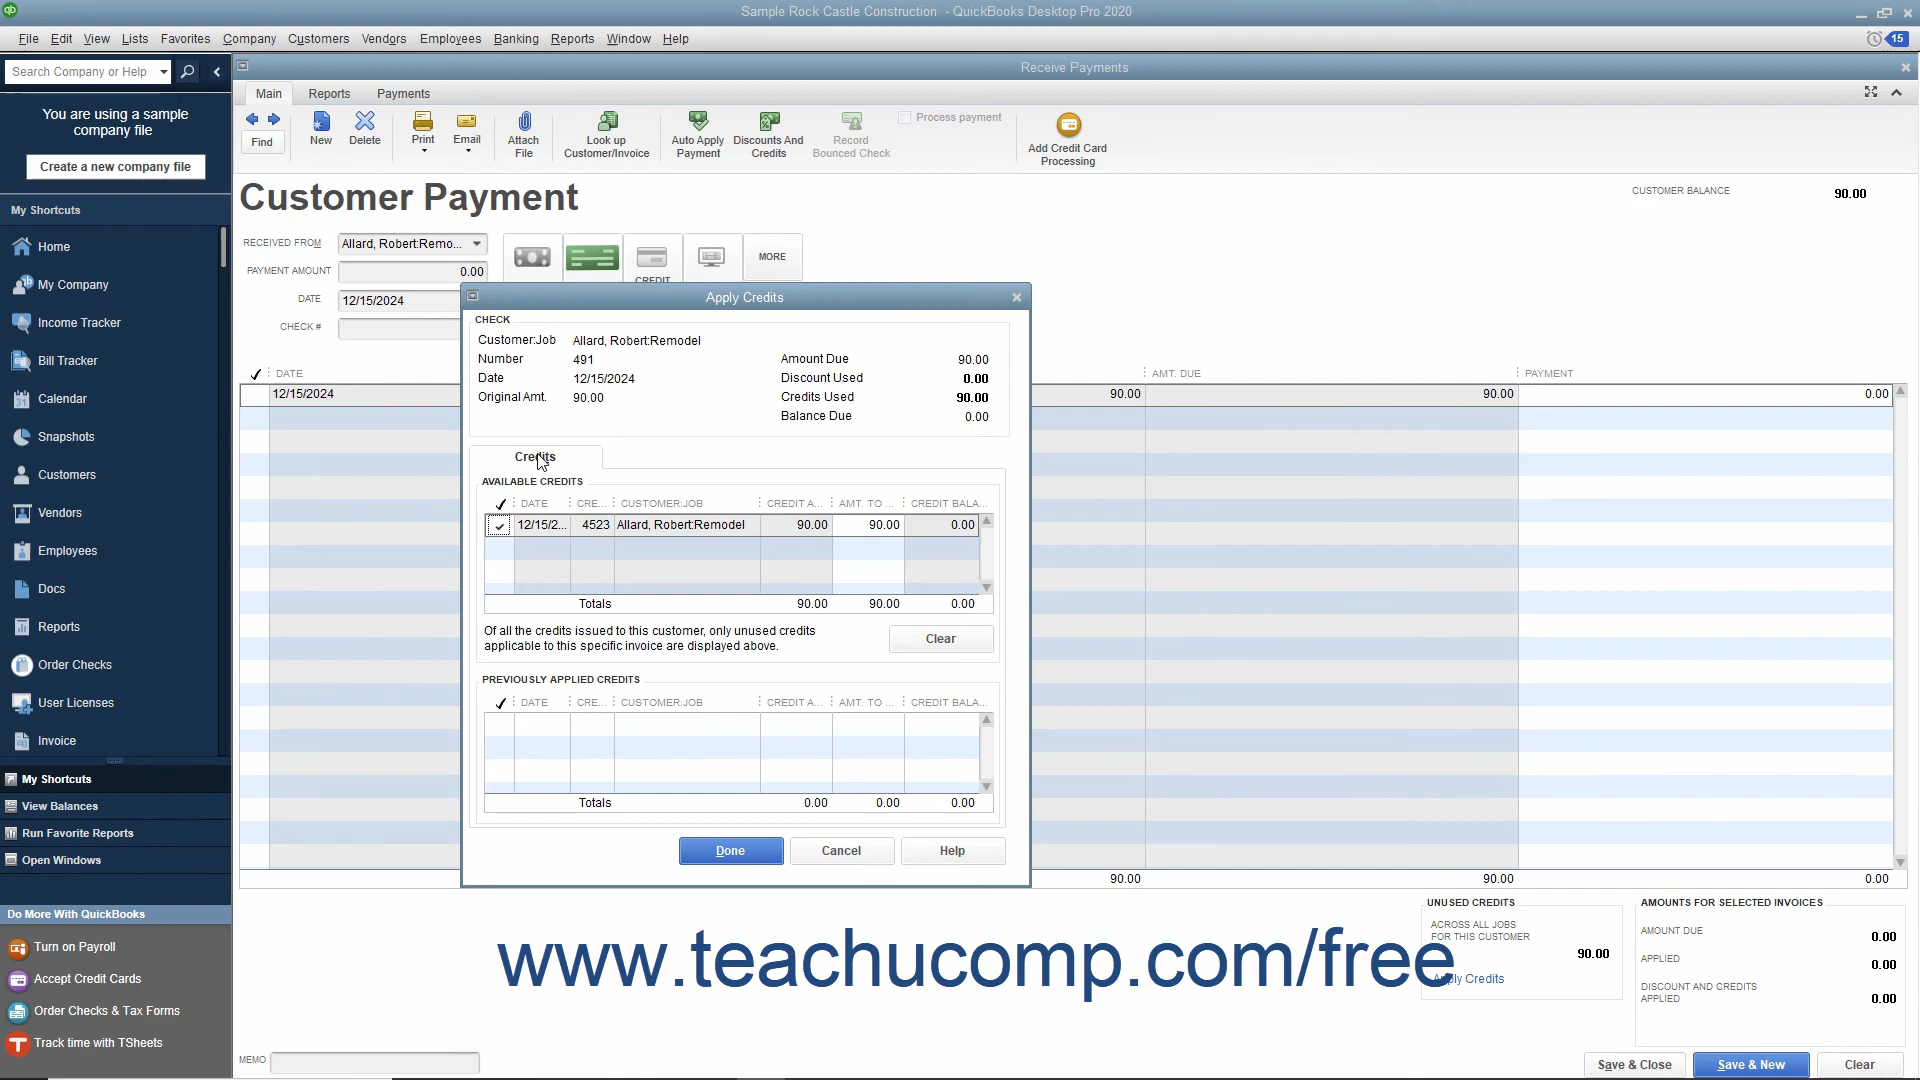 Sample Rock Castle Construction - QuickBooks Desktop Pro 2020
File Edit View Lists Favorites Company Customers Vendors Employees Banking Reports Window Help
15
Search Company or Help
Receive Payments
You are using a sample
company file
Create a new company file
Main Reports Payments
Find
New
Delete
Print
Email
Attach
File
Look up
Customer/Invoice
Auto Apply
Payment
Discounts And
Credits
Record
Bounced Check
Process payment
Add Credit Card
Processing
Customer Payment
CUSTOMER BALANCE 90.00
My Shortcuts
Home
My Company
Income Tracker
Bill Tracker
Calendar
Snapshots
Customers
Vendors
Employees
Docs
Reports
Order Checks
User Licenses
Invoice
My Shortcuts
View Balances
Run Favorite Reports
Open Windows
Do More With QuickBooks
Turn on Payroll
Accept Credit Cards
Order Checks & Tax Forms
Track time with TSheets
RECEIVED FROM Allard, Robert:Remo...
PAYMENT AMOUNT 0.00
DATE 12/15/2024
CHECK #
CREDIT
MORE
DATE AMT. DUE PAYMENT
12/15/2024 90.00 90.00 0.00
Apply Credits
CHECK
Customer:Job Allard, Robert:Remodel
Number 491 Amount Due 90.00
Date 12/15/2024 Discount Used 0.00
Original Amt. 90.00 Credits Used 90.00
Balance Due 0.00
Credits
AVAILABLE CREDITS
DATE CRE... CUSTOMER:JOB CREDIT A... AMT. TO ... CREDIT BALA...
12/15/2... 4523 Allard, Robert:Remodel 90.00 90.00 0.00
Totals 90.00 90.00 0.00
Of all the credits issued to this customer, only unused credits
applicable to this specific invoice are displayed above.
Clear
PREVIOUSLY APPLIED CREDITS
DATE CRE... CUSTOMER:JOB CREDIT A... AMT. TO ... CREDIT BALA...
Totals 0.00 0.00 0.00
Done Cancel Help
90.00 90.00 0.00
UNUSED CREDITS
ACROSS ALL JOBS
FOR THIS CUSTOMER
90.00
Apply Credits
AMOUNTS FOR SELECTED INVOICES
AMOUNT DUE 0.00
APPLIED 0.00
DISCOUNT AND CREDITS
APPLIED 0.00
www.teachucomp.com/free
MEMO
Save & Close Save & New Clear